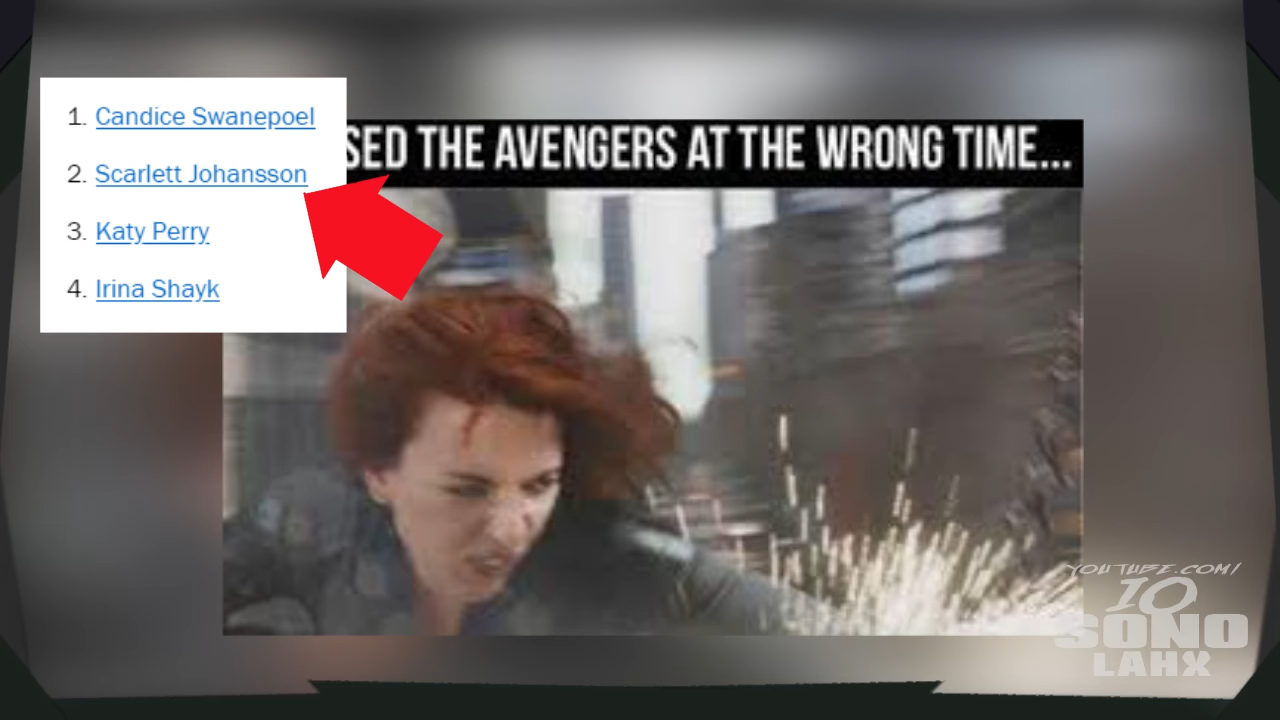 1. Candice Swanepoel
2. Scarlett Johansson
3. Katy Perry
4. Irina Shayk
SED THE AVENGERS AT THE WRONG TIME...
YOUTUBE.COM/
IO
SONO
LAHX